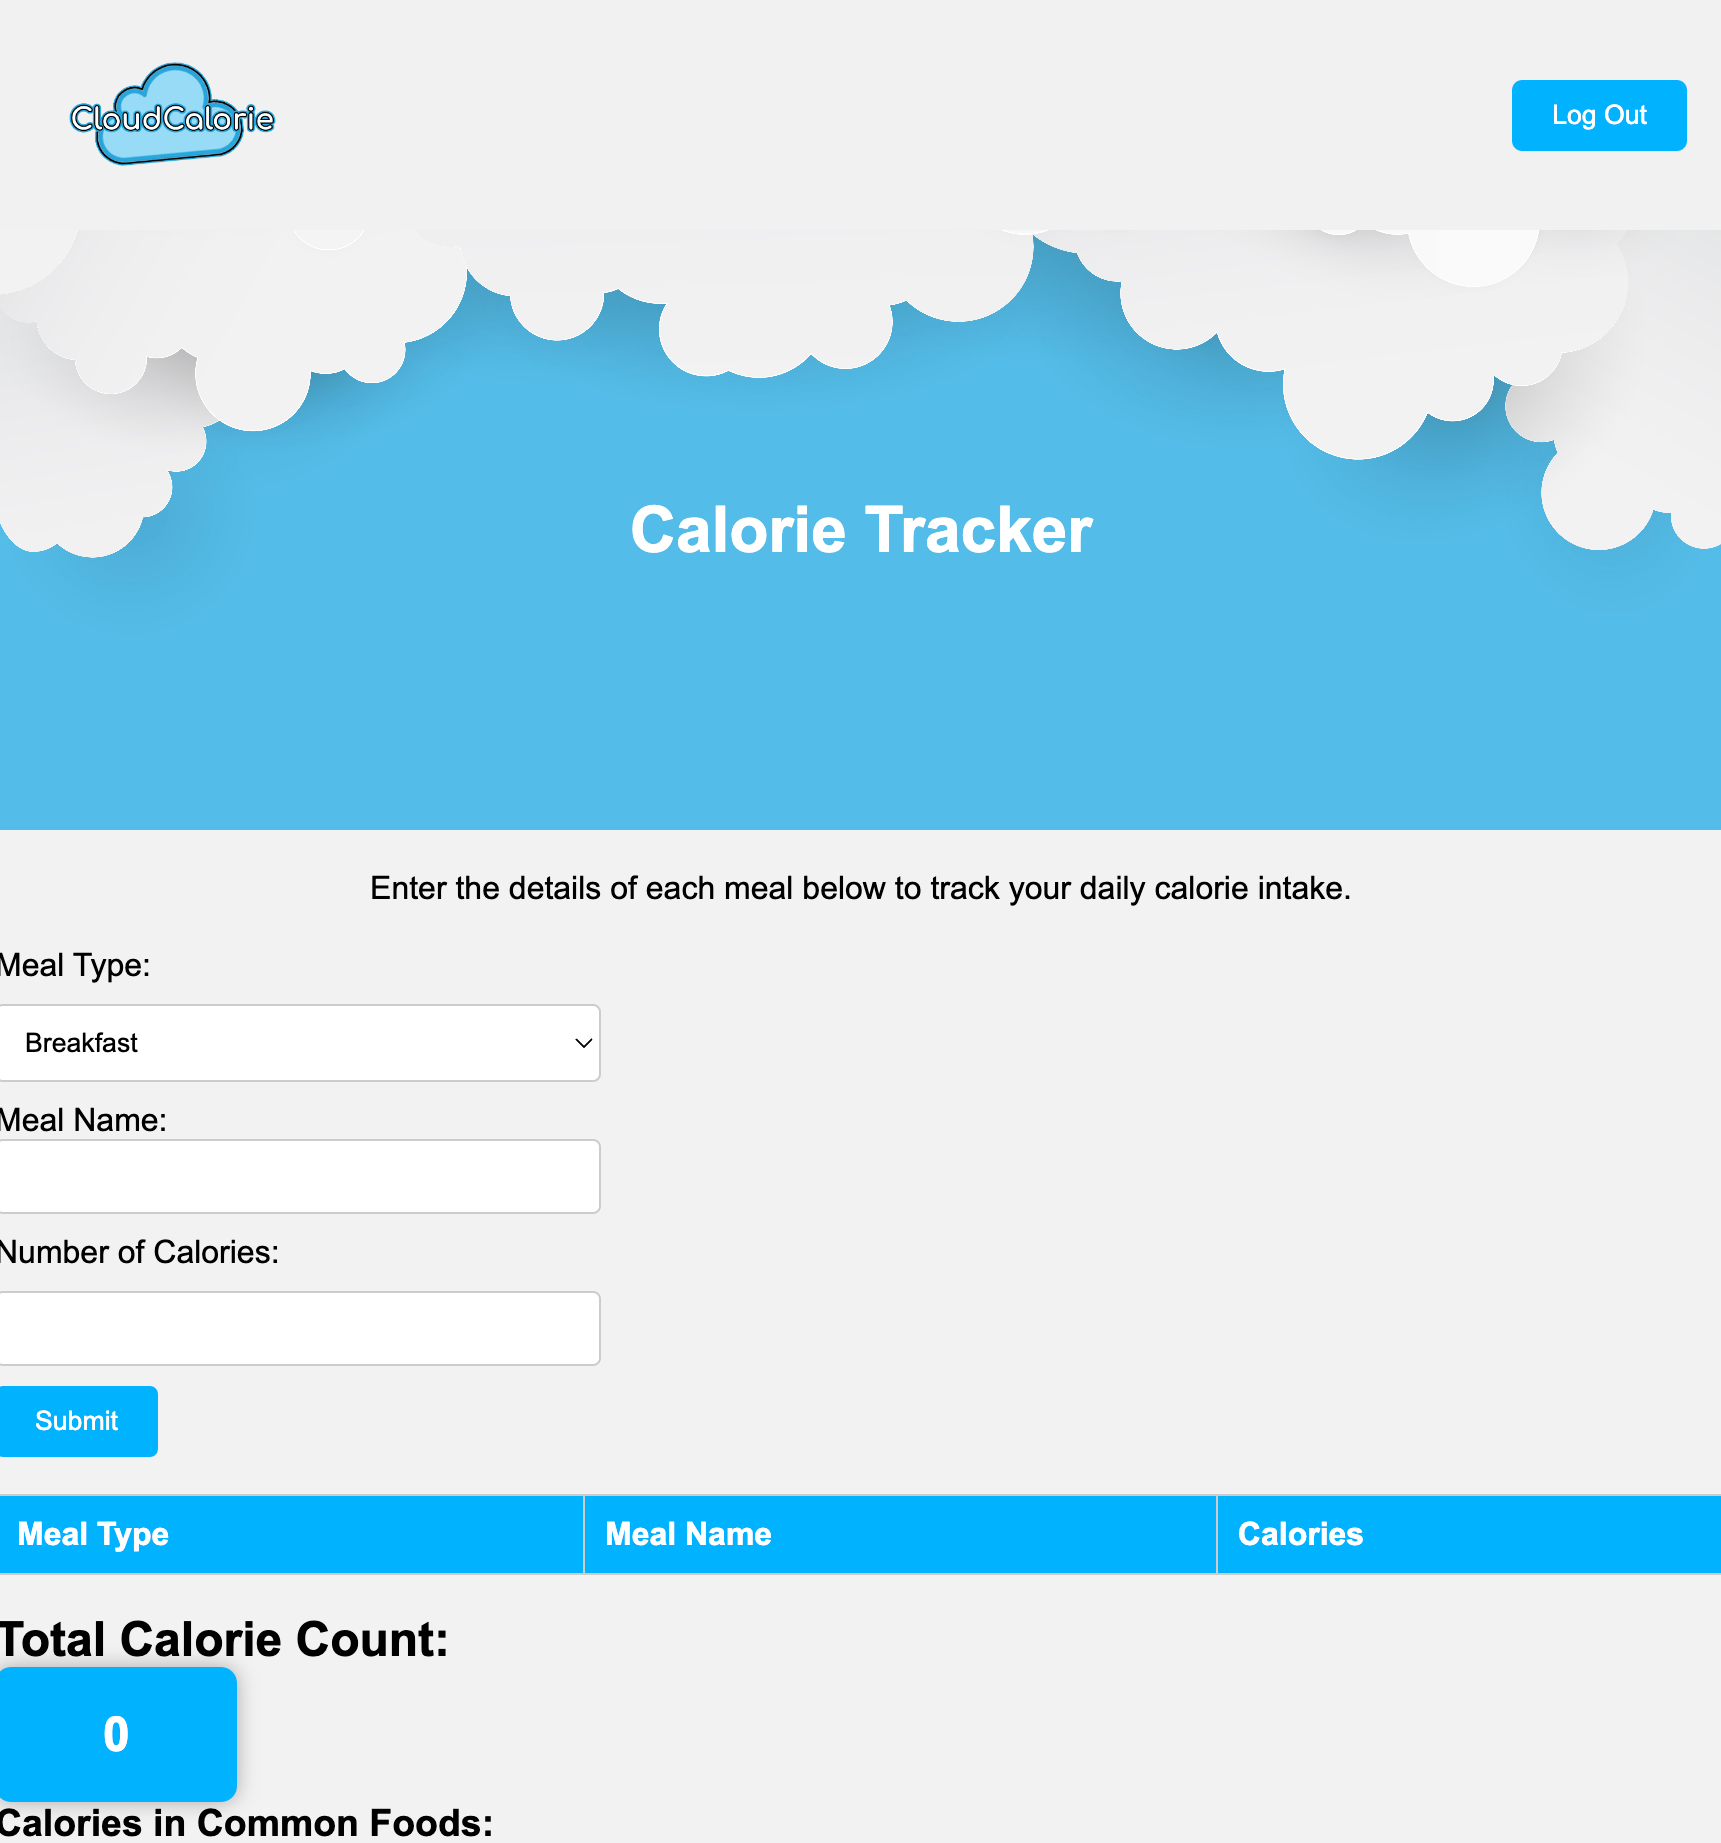 CloudCalorie
Log Out
Calorie Tracker
Enter the details of each meal below to track your daily calorie intake.
Meal Type:
Breakfast
Meal Name:
Number of Calories:
Submit
Meal Type Meal Name Calories
Total Calorie Count:
0
Calories in Common Foods: